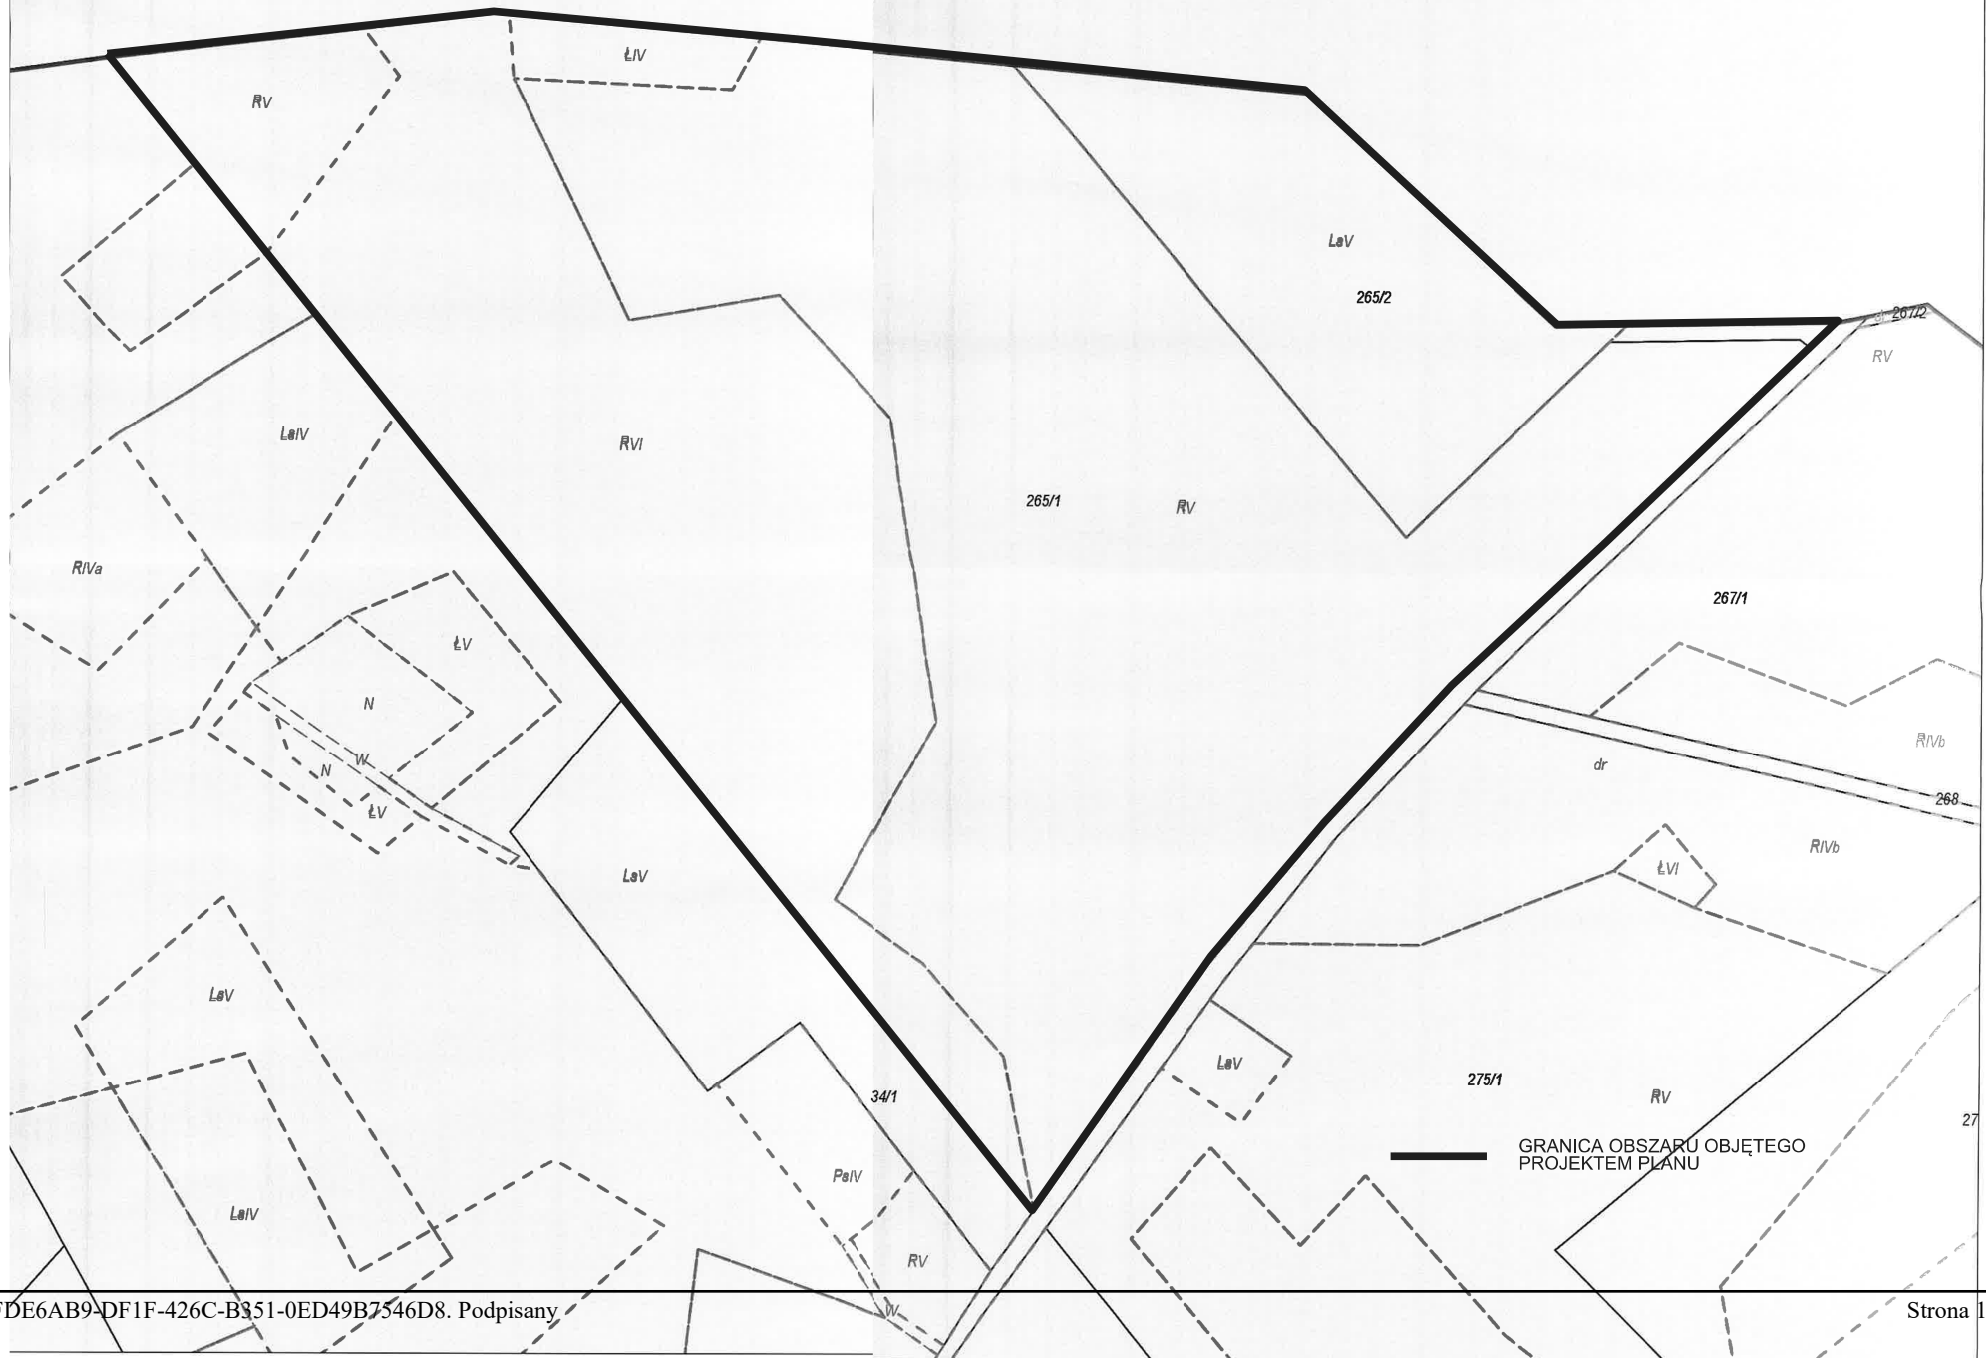 ŁIV
RV
LsV
265/2
267/2
RV
LsIV
RVI
265/1
RV
RIVa
267/1
ŁV
N
RIVb
W
N
dr
268
ŁV
RIVb
ŁVI
LsV
LsV
LsV
275/1
34/1
RV
27
GRANICA OBSZARU OBJĘTEGO
PROJEKTEM PLANU
PsIV
LsIV
RV
W
FDE6AB9-DF1F-426C-B351-0ED49B7546D8. Podpisany
Strona 1